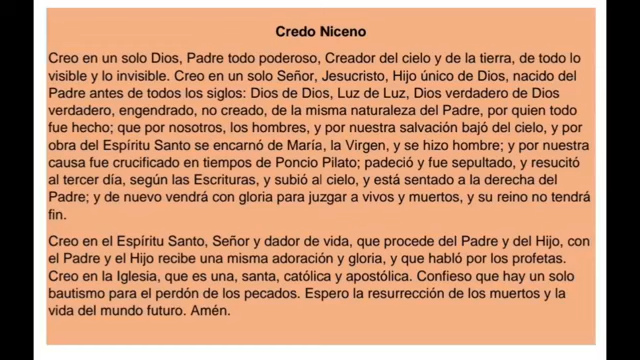 Credo Niceno
Creo en un solo Dios, Padre todo poderoso, Creador del cielo y de la tierra, de todo lo
visible y lo invisible. Creo en un solo Señor, Jesucristo, Hijo único de Dios, nacido del
Padre antes de todos los siglos: Dios de Dios, Luz de Luz, Dios verdadero de Dios
verdadero, engendrado, no creado, de la misma naturaleza del Padre, por quien todo
fue hecho; que por nosotros, los hombres, y por nuestra salvación bajó del cielo, y por
obra del Espíritu Santo se encarnó de María, la Virgen, y se hizo hombre; y por nuestra
causa fue crucificado en tiempos de Poncio Pilato; padeció y fue sepultado, y resucitó
al tercer día, según las Escrituras, y subió al cielo, y está sentado a la derecha del
Padre; y de nuevo vendrá con gloria para juzgar a vivos y muertos, y su reino no tendrá
fin.
Creo en el Espíritu Santo, Señor y dador de vida, que procede del Padre y del Hijo, con
el Padre y el Hijo recibe una misma adoración y gloria, y que habló por los profetas.
Creo en la Iglesia, que es una, santa, católica y apostólica. Confieso que hay un solo
bautismo para el perdón de los pecados. Espero la resurrección de los muertos y la
vida del mundo futuro. Amén.